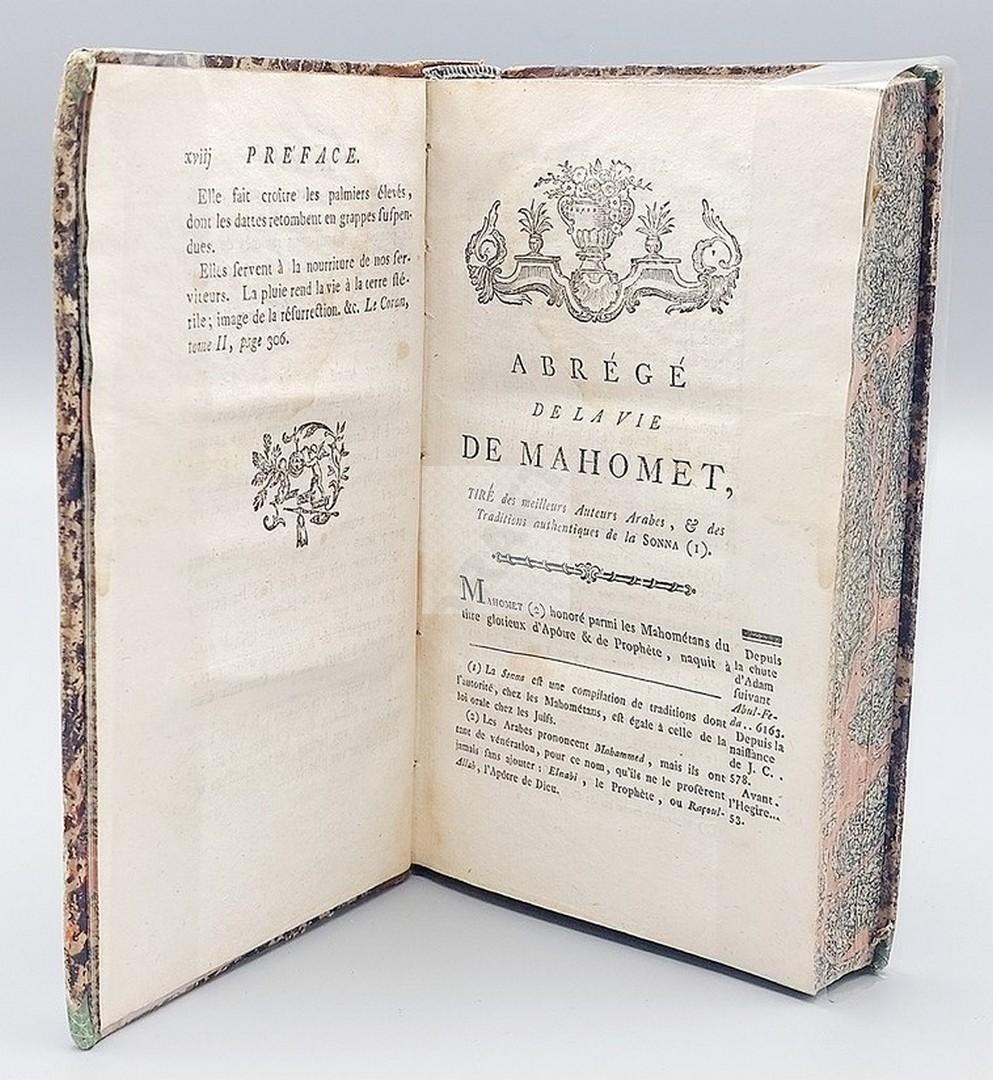 xviij PRÉFACE.
Elle fait croître les palmiers élevés,
dont les dattes retombent en grappes suspen-
dues.
Elles servent à la nourriture de nos ser-
viteurs. La pluie rend la vie à la terre sté-
rile; image de la résurrection. &c. Le Coran,
tome II, page 306.
ABRÉGÉ
DE LA VIE
DE MAHOMET,
TIRÉ des meilleurs Auteurs Arabes, & des
Traditions authentiques de la SONNA (1).
MAHOMET (2) honoré parmi les Mahométans du
titre glorieux d'Apôtre & de Prophète, naquit à
Depuis
la chute
d'Adam
suivant
Abul-Fe-
da.. 6163.
Depuis la
naissance
de J. C. .
578.
Avant.
l'Hegire...
53.
(1) La Sonna est une compilation de traditions dont
l'autorité, chez les Mahométans, est égale à celle de la
loi orale chez les Juifs.
(2) Les Arabes prononcent Mohammed, mais ils ont
tant de vénération, pour ce nom, qu'ils ne le profèrent
jamais sans ajouter: Elnabi, le Prophète, ou Raçoul-
Allah, l'Apôtre de Dieu.